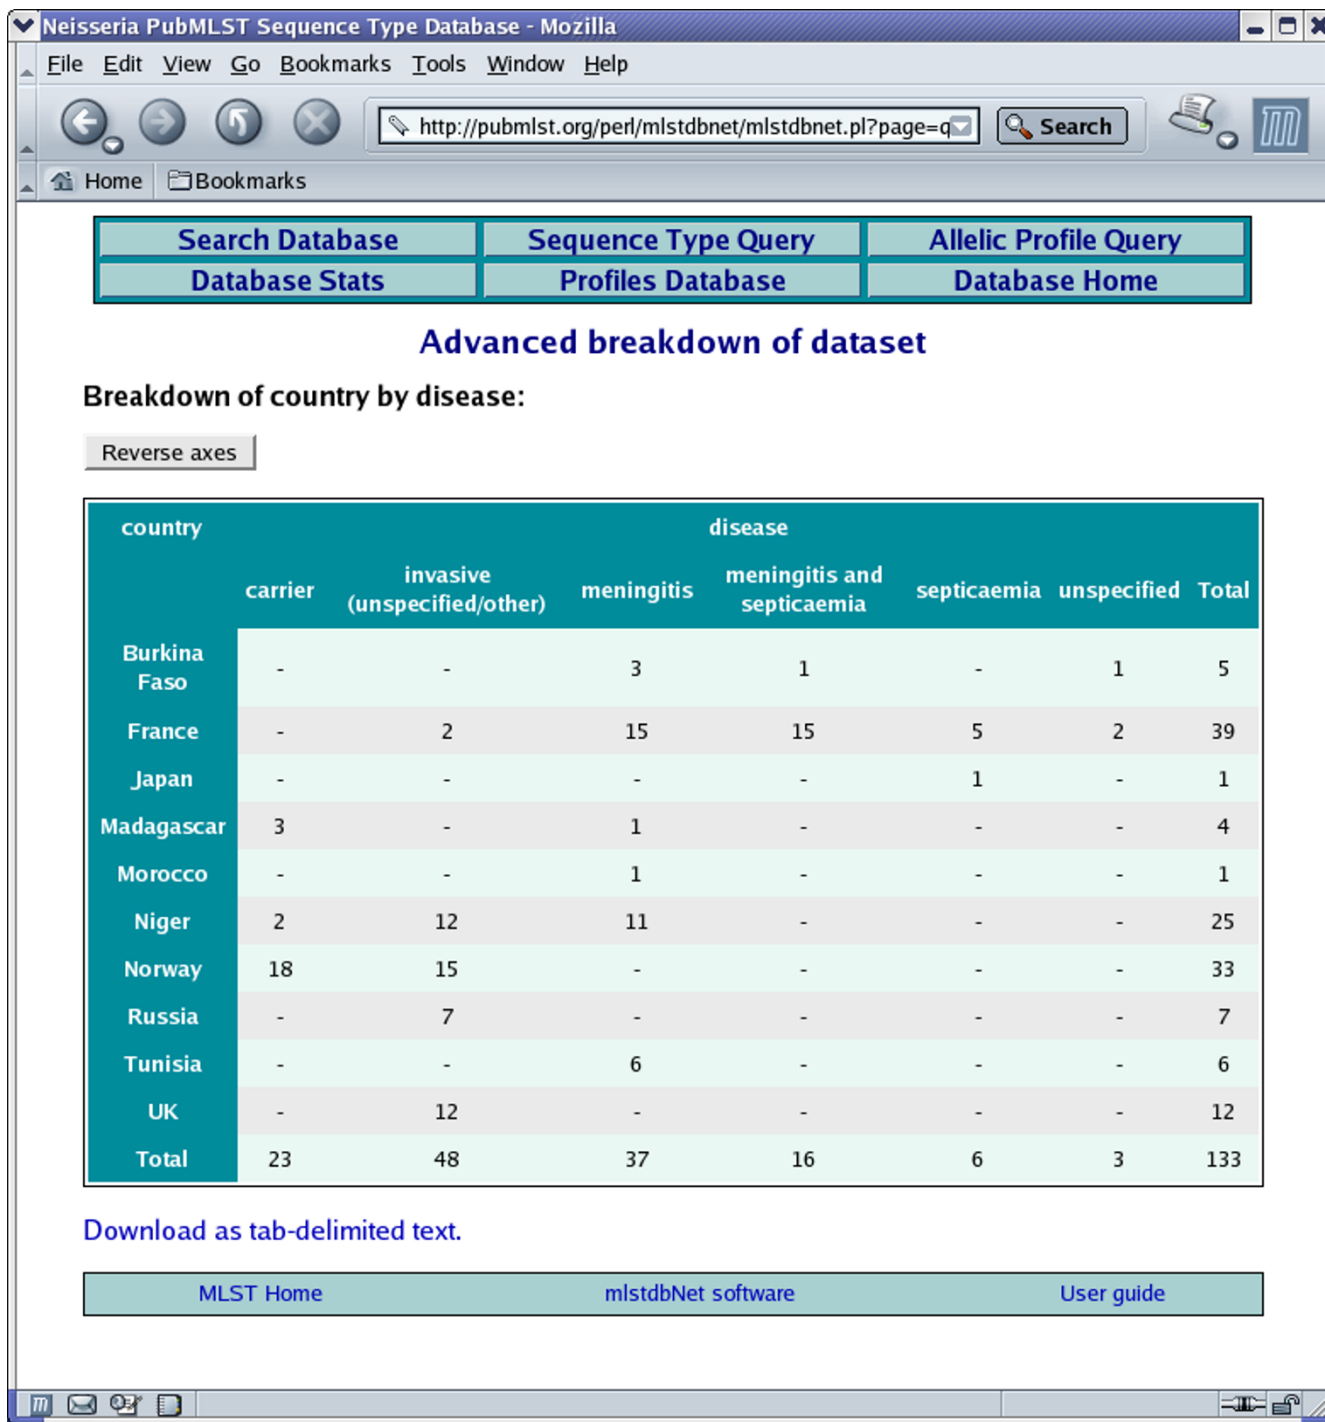 Neisseria PubMLST Sequence Type Database - Mozilla
File Edit View Go Bookmarks Tools Window Help
http://pubmlst.org/perl/mlstdbnet/mlstdbnet.pl?page=q Search
Home Bookmarks
Search Database Sequence Type Query Allelic Profile Query
Database Stats Profiles Database Database Home
Advanced breakdown of dataset
Breakdown of country by disease:
Reverse axes
country disease
carrier invasive (unspecified/other) meningitis meningitis and septicaemia septicaemia unspecified Total
Burkina Faso - - 3 1 - 1 5
France - 2 15 15 5 2 39
Japan - - - - 1 - 1
Madagascar 3 - 1 - - - 4
Morocco - - 1 - - - 1
Niger 2 12 11 - - - 25
Norway 18 15 - - - - 33
Russia - 7 - - - - 7
Tunisia - - 6 - - - 6
UK - 12 - - - - 12
Total 23 48 37 16 6 3 133
Download as tab-delimited text.
MLST Home mlstdbNet software User guide